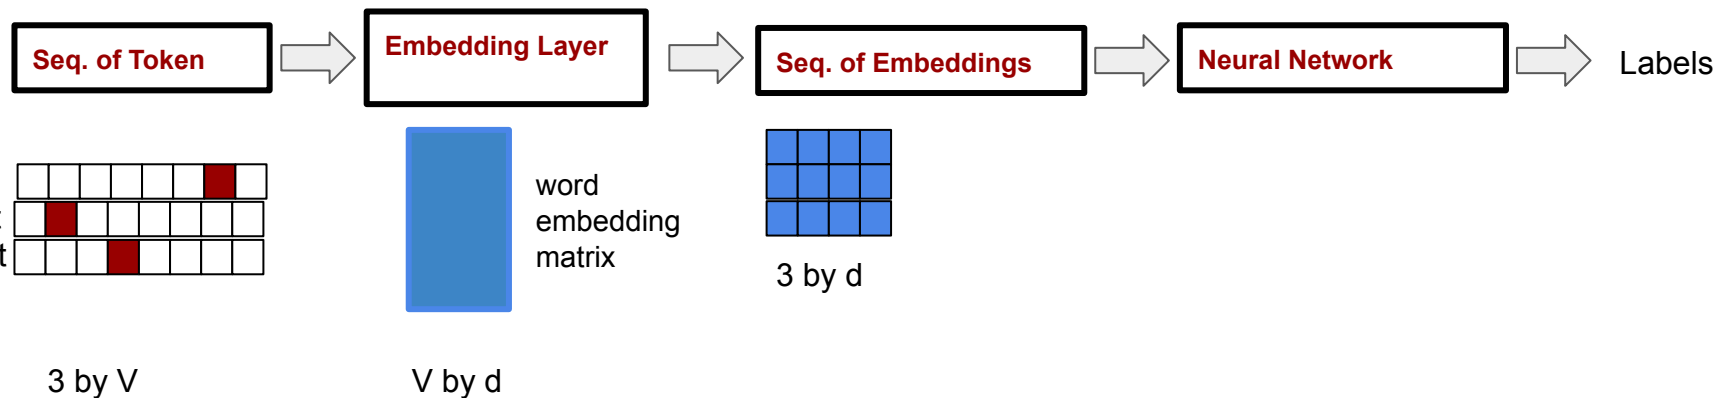 Seq. of Token
Embedding Layer
Seq. of Embeddings
Neural Network
Labels
word
embedding
matrix
3 by d
3 by V
V by d